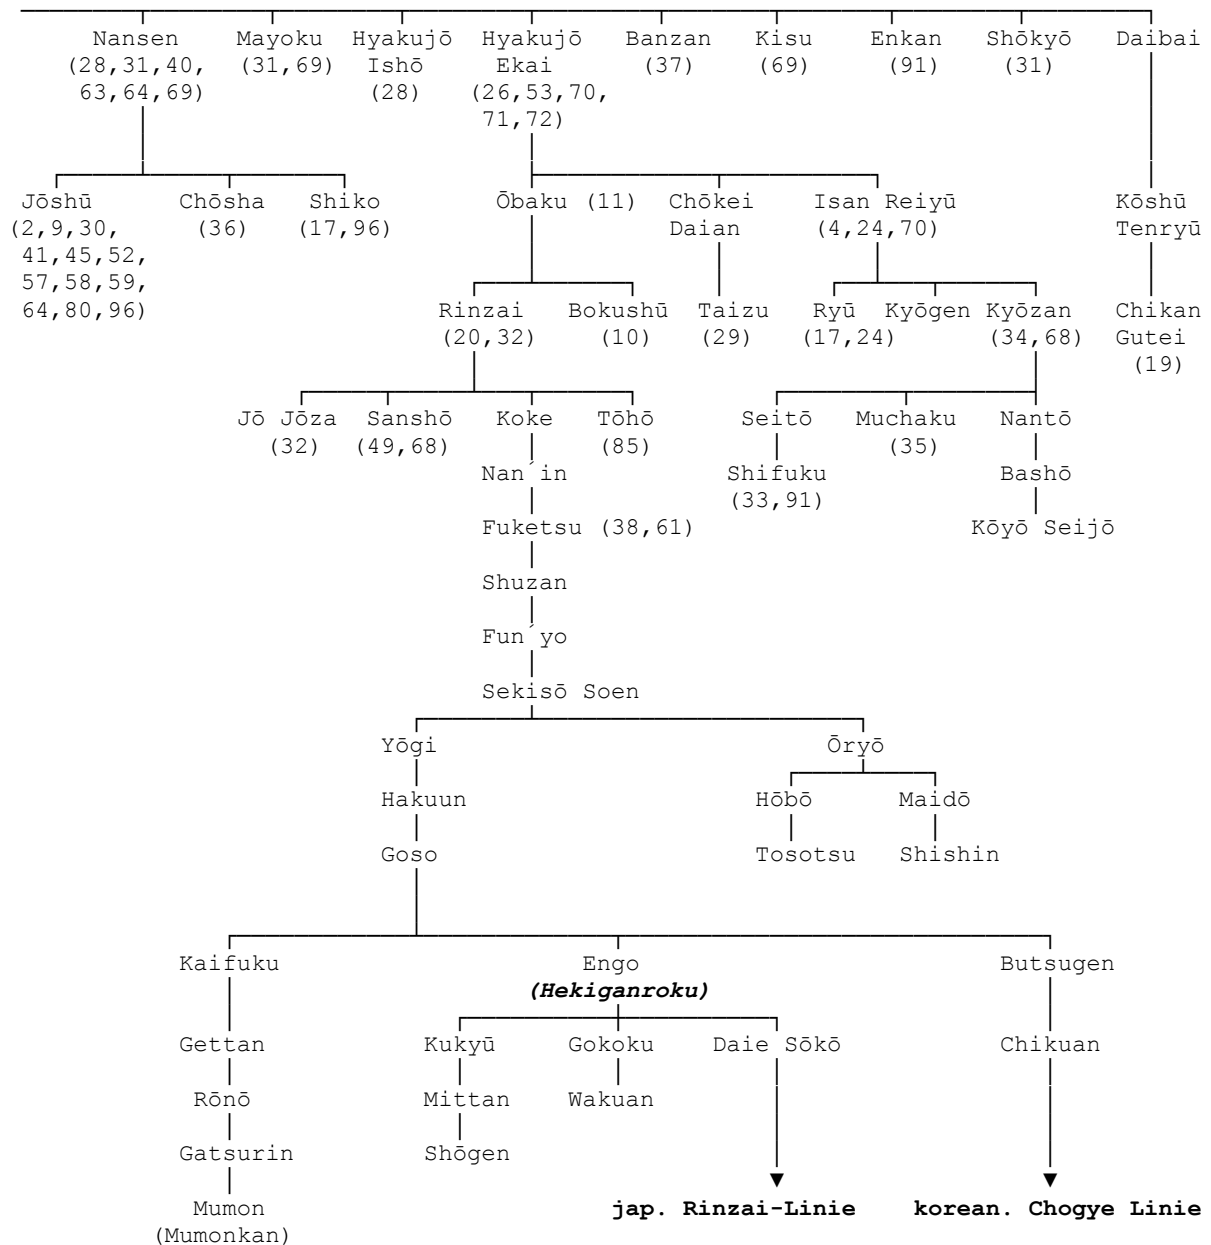 Nansen Mayoku Hyakujō Hyakujō Banzan Kisu Enkan Shōkyō Daibai
(28,31,40, (31,69) Ishō Ekai (37) (69) (91) (31)
63,64,69) (28) (26,53,70,
71,72)
Jōshū Chōsha Shiko Ōbaku (11) Chōkei Isan Reiyū Kōshū
(2,9,30, (36) (17,96) Daian (4,24,70) Tenryū
41,45,52,
57,58,59,
64,80,96) Rinzai Bokushū Taizu Ryū Kyōgen Kyōzan Chikan
(20,32) (10) (29) (17,24) (34,68) Gutei
(19)
Jō Jōza Sanshō Koke Tōhō Seitō Muchaku Nantō
(32) (49,68) (85) (35)
Nan´in Shifuku Bashō
(33,91)
Fuketsu (38,61) Kōyō Seijō
Shuzan
Fun´yo
Sekisō Soen
Yōgi Ōryō
Hakuun Hōbō Maidō
Goso Tosotsu Shishin
Kaifuku Engo Butsugen
(Hekiganroku)
Gettan Kukyū Gokoku Daie Sōkō Chikuan
Rōnō Mittan Wakuan
Gatsurin Shōgen
Mumon jap. Rinzai-Linie korean. Chogye Linie
(Mumonkan)